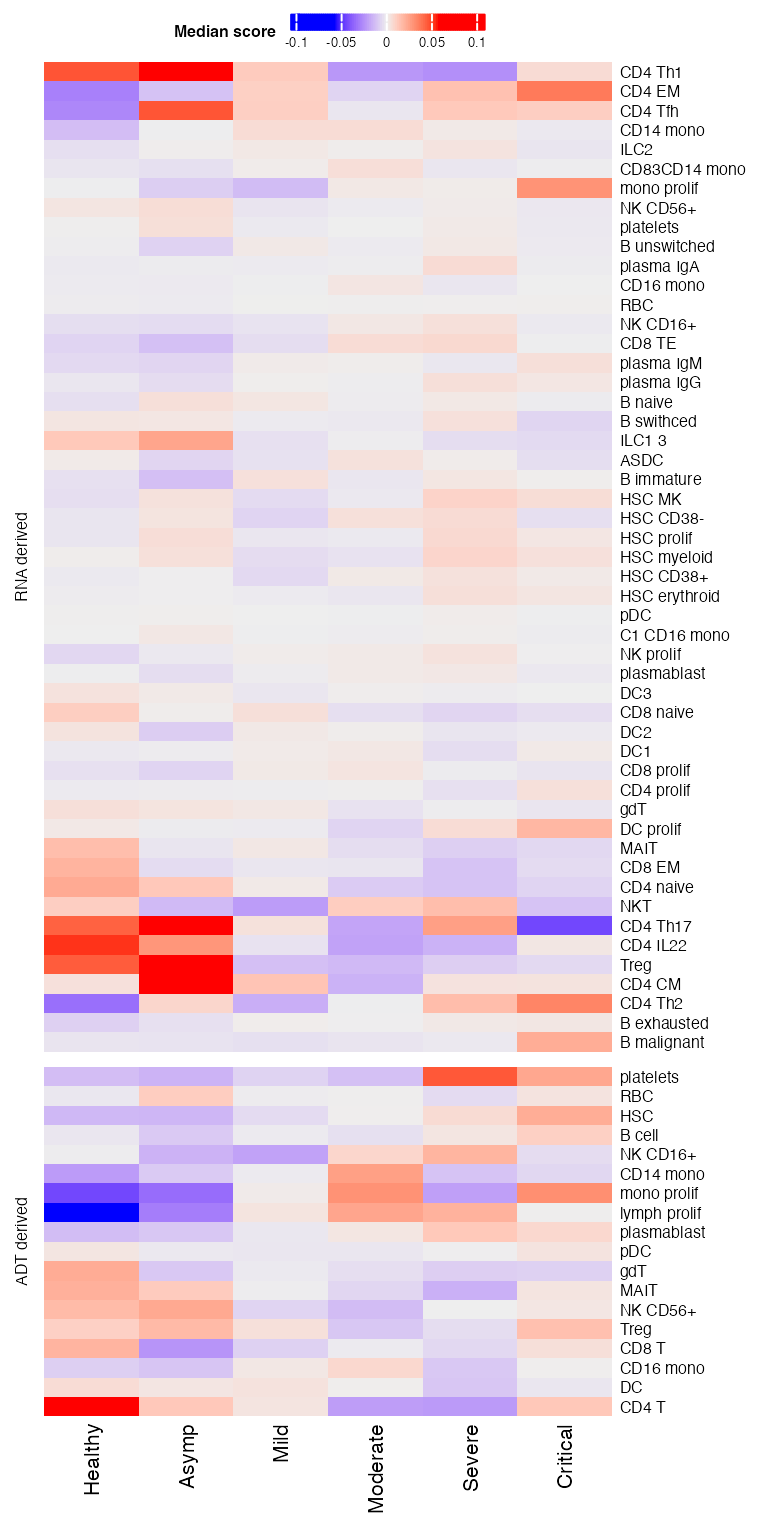 Median score
-0.1 -0.05 0 0.05 0.1
CD4 Th1
CD4 EM
CD4 Tfh
CD14 mono
ILC2
CD83CD14 mono
mono prolif
NK CD56+
platelets
B unswitched
plasma IgA
CD16 mono
RBC
NK CD16+
CD8 TE
plasma IgM
plasma IgG
B naive
B swithced
ILC1 3
ASDC
B immature
HSC MK
HSC CD38-
HSC prolif
HSC myeloid
HSC CD38+
HSC erythroid
pDC
C1 CD16 mono
NK prolif
plasmablast
DC3
CD8 naive
DC2
DC1
CD8 prolif
CD4 prolif
gdT
DC prolif
MAIT
CD8 EM
CD4 naive
NKT
CD4 Th17
CD4 IL22
Treg
CD4 CM
CD4 Th2
B exhausted
B malignant
RNA derived
platelets
RBC
HSC
B cell
NK CD16+
CD14 mono
mono prolif
lymph prolif
plasmablast
pDC
gdT
MAIT
NK CD56+
Treg
CD8 T
CD16 mono
DC
CD4 T
ADT derived
Healthy
Asymp
Mild
Moderate
Severe
Critical